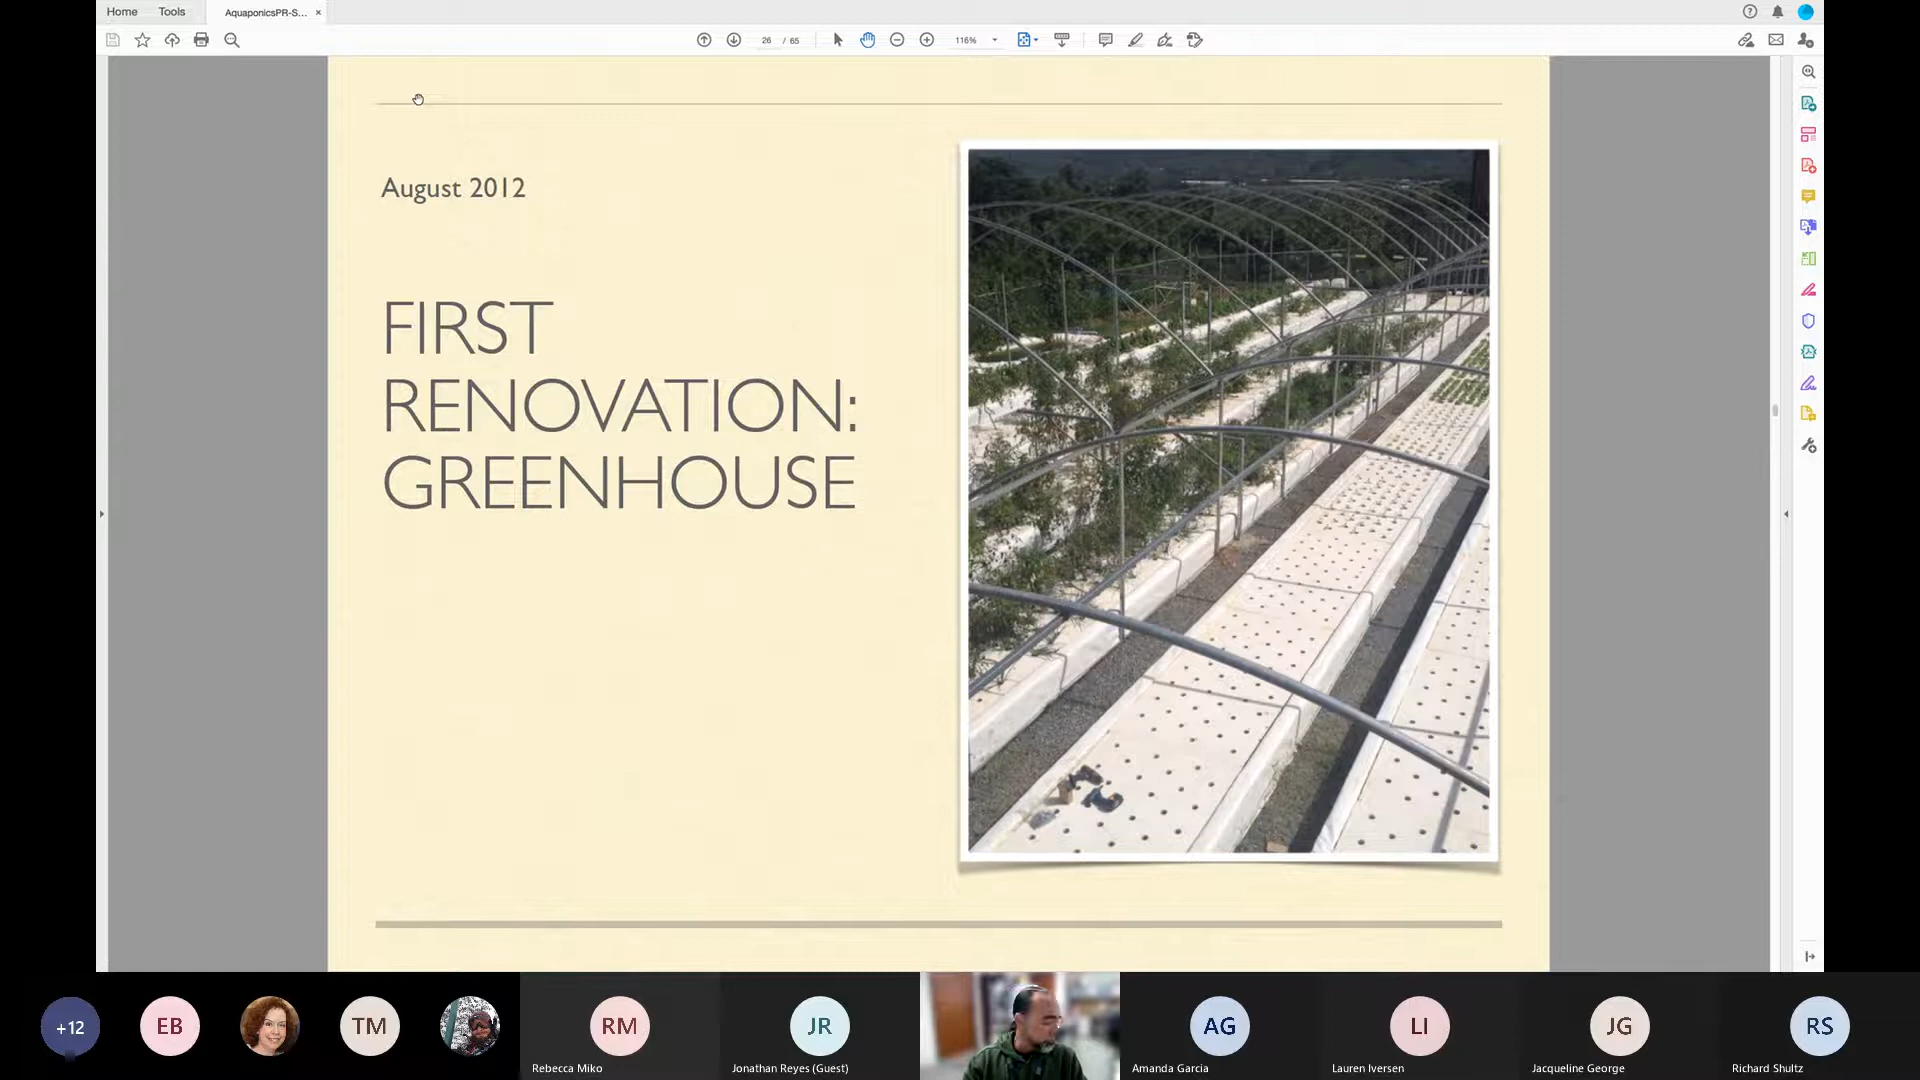 Home Tools AquaponicsPR-S... ×
26 / 65 116%
August 2012
FIRST
RENOVATION:
GREENHOUSE
+12 EB TM RM JR AG LI JG RS
Rebecca Miko Jonathan Reyes (Guest) Amanda Garcia Lauren Iversen Jacqueline George Richard Shultz